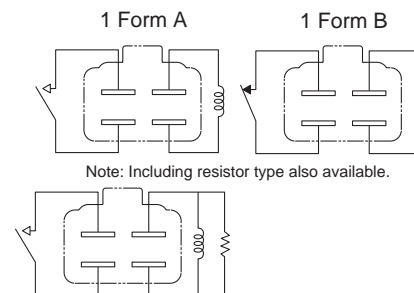 1 Form A
1 Form B
Note: Including resistor type also available.